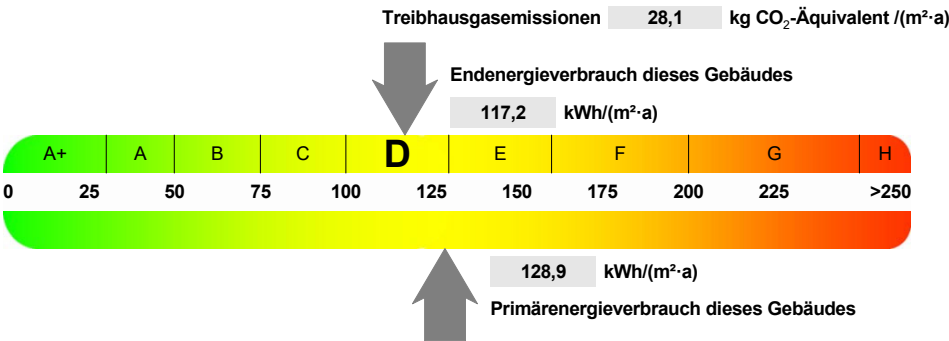 Treibhausgasemissionen 28,1 kg CO₂-Äquivalent /(m²·a)
Endenergieverbrauch dieses Gebäudes
117,2 kWh/(m²·a)
A+ A B C D E F G H
0 25 50 75 100 125 150 175 200 225 >250
128,9 kWh/(m²·a)
Primärenergieverbrauch dieses Gebäudes